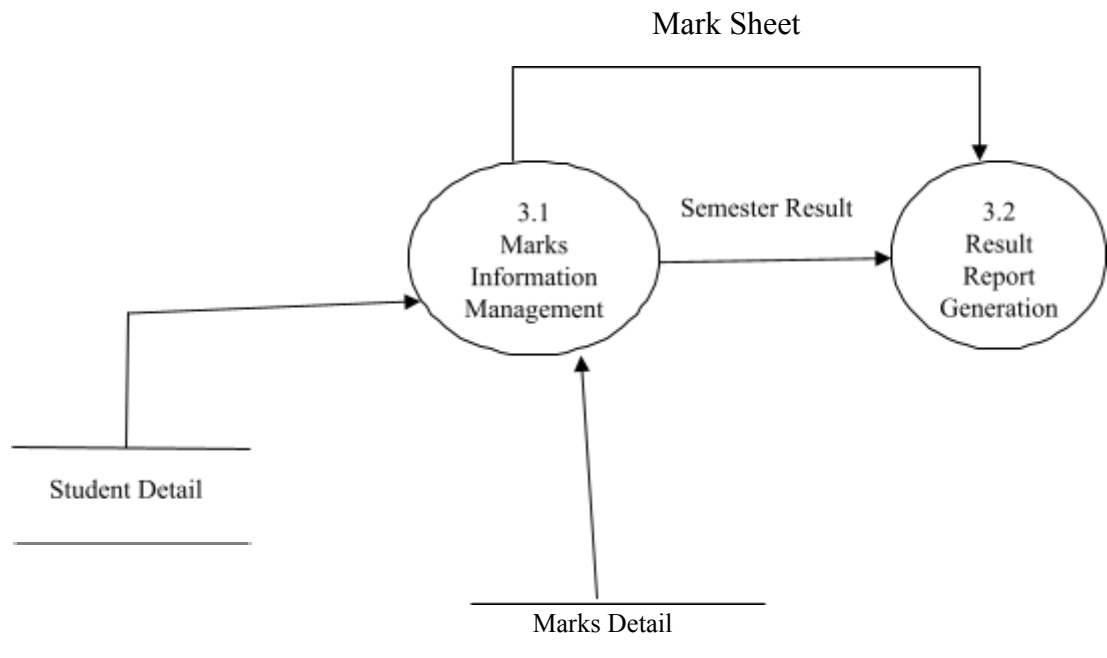 Mark Sheet
3.1
Marks
Information
Management
Semester Result
3.2
Result
Report
Generation
Student Detail
Marks Detail